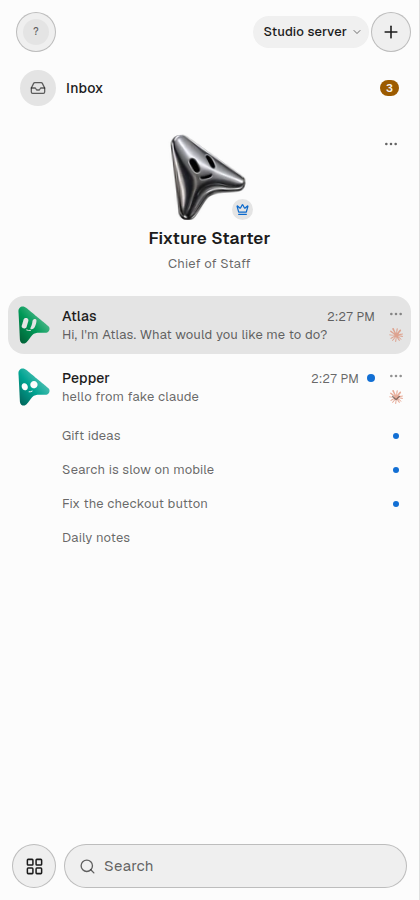 ?
Studio server
Inbox
3
Fixture Starter
Chief of Staff
Atlas
2:27 PM
Hi, I'm Atlas. What would you like me to do?
Pepper
2:27 PM
hello from fake claude
Gift ideas
Search is slow on mobile
Fix the checkout button
Daily notes
Search